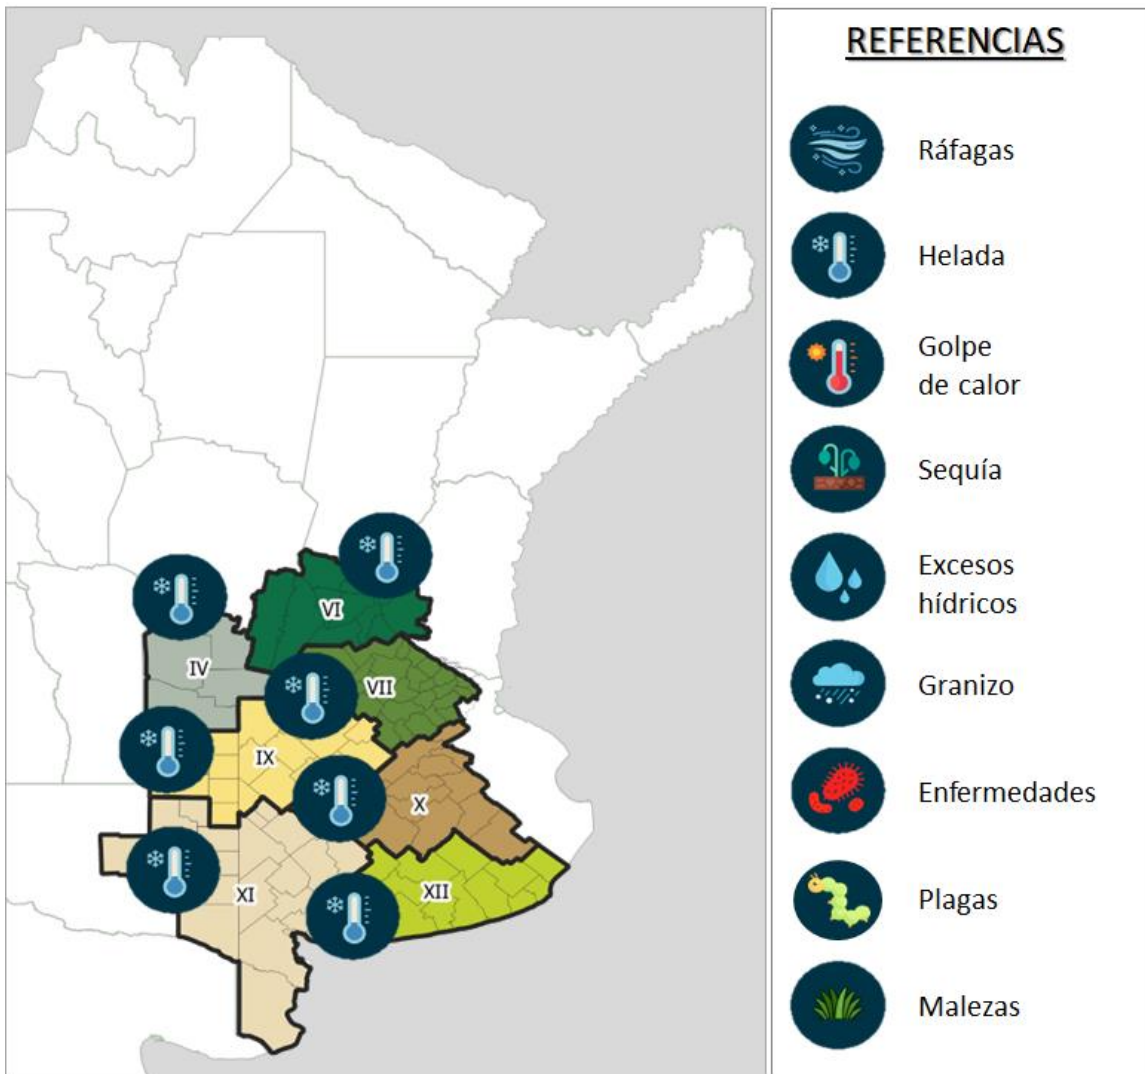 REFERENCIAS
Ráfagas
Helada
Golpe
de calor
Sequía
Excesos
hídricos
Granizo
Enfermedades
Plagas
Malezas
VI
IV
VII
IX
X
XI
XII